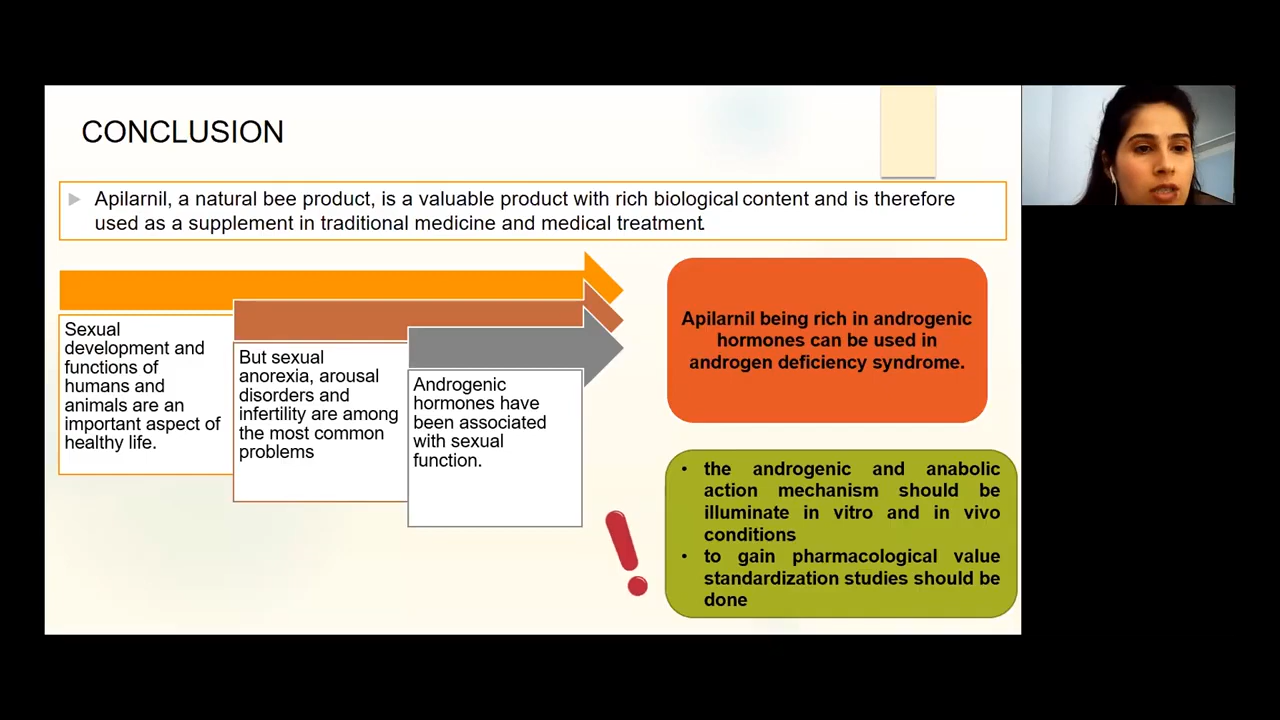 CONCLUSION
Apilarnil, a natural bee product, is a valuable product with rich biological content and is therefore
used as a supplement in traditional medicine and medical treatment.
Sexual
development and
functions of
humans and
animals are an
important aspect of
healthy life.
But sexual
anorexia, arousal
disorders and
infertility are among
the most common
problems
Androgenic
hormones have
been associated
with sexual
function.
Apilarnil being rich in androgenic
hormones can be used in
androgen deficiency syndrome.
• the androgenic and anabolic
action mechanism should be
illuminate in vitro and in vivo
conditions
• to gain pharmacological value
standardization studies should be
done